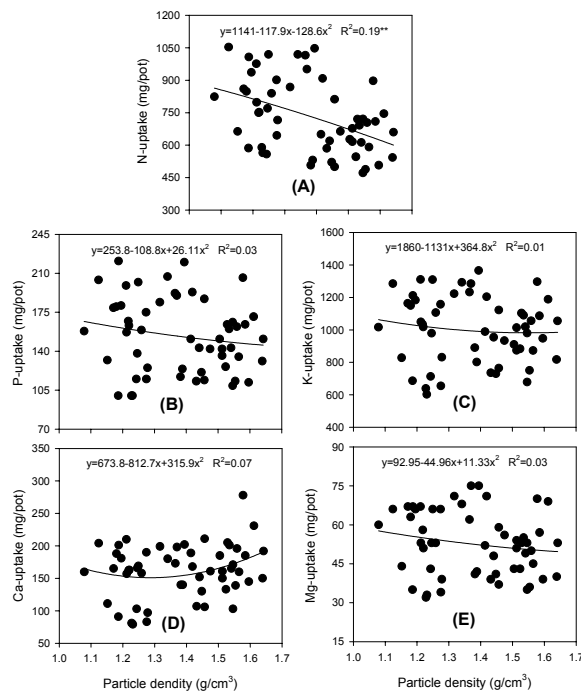 y=1141-117.9x-128.6x² R²=0.19**
1200
1050
900
750
600
450
300
N-uptake (mg/pot)
(A)
y=253.8-108.8x+26.11x² R²=0.03
245
210
175
140
105
70
P-uptake (mg/pot)
(B)
y=1860-1131x+364.8x² R²=0.01
1600
1400
1200
1000
800
600
400
K-uptake (mg/pot)
(C)
y=673.8-812.7x+315.9x² R²=0.07
350
300
250
200
150
100
50
Ca-uptake (mg/pot)
(D)
1.0 1.1 1.2 1.3 1.4 1.5 1.6 1.7
Particle dendity (g/cm³)
y=92.95-44.96x+11.33x² R²=0.03
90
75
60
45
30
15
Mg-uptake (mg/pot)
(E)
1.0 1.1 1.2 1.3 1.4 1.5 1.6 1.7
Particle density (g/cm³)